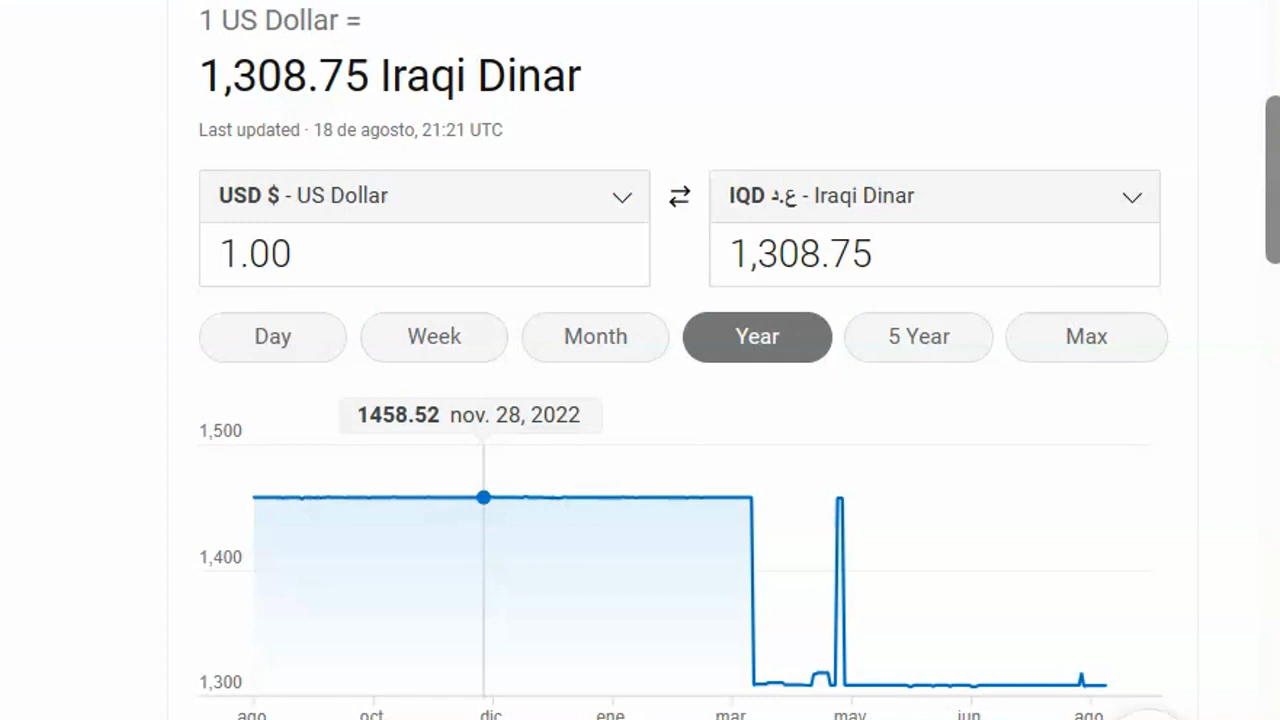 1 US Dollar =
1,308.75 Iraqi Dinar
Last updated · 18 de agosto, 21:21 UTC
USD $ - US Dollar
IQD ع.د - Iraqi Dinar
1.00
1,308.75
Day
Week
Month
Year
5 Year
Max
1458.52 nov. 28, 2022
1,500
1,400
1,300
ago oct dic ene mar may jun ago